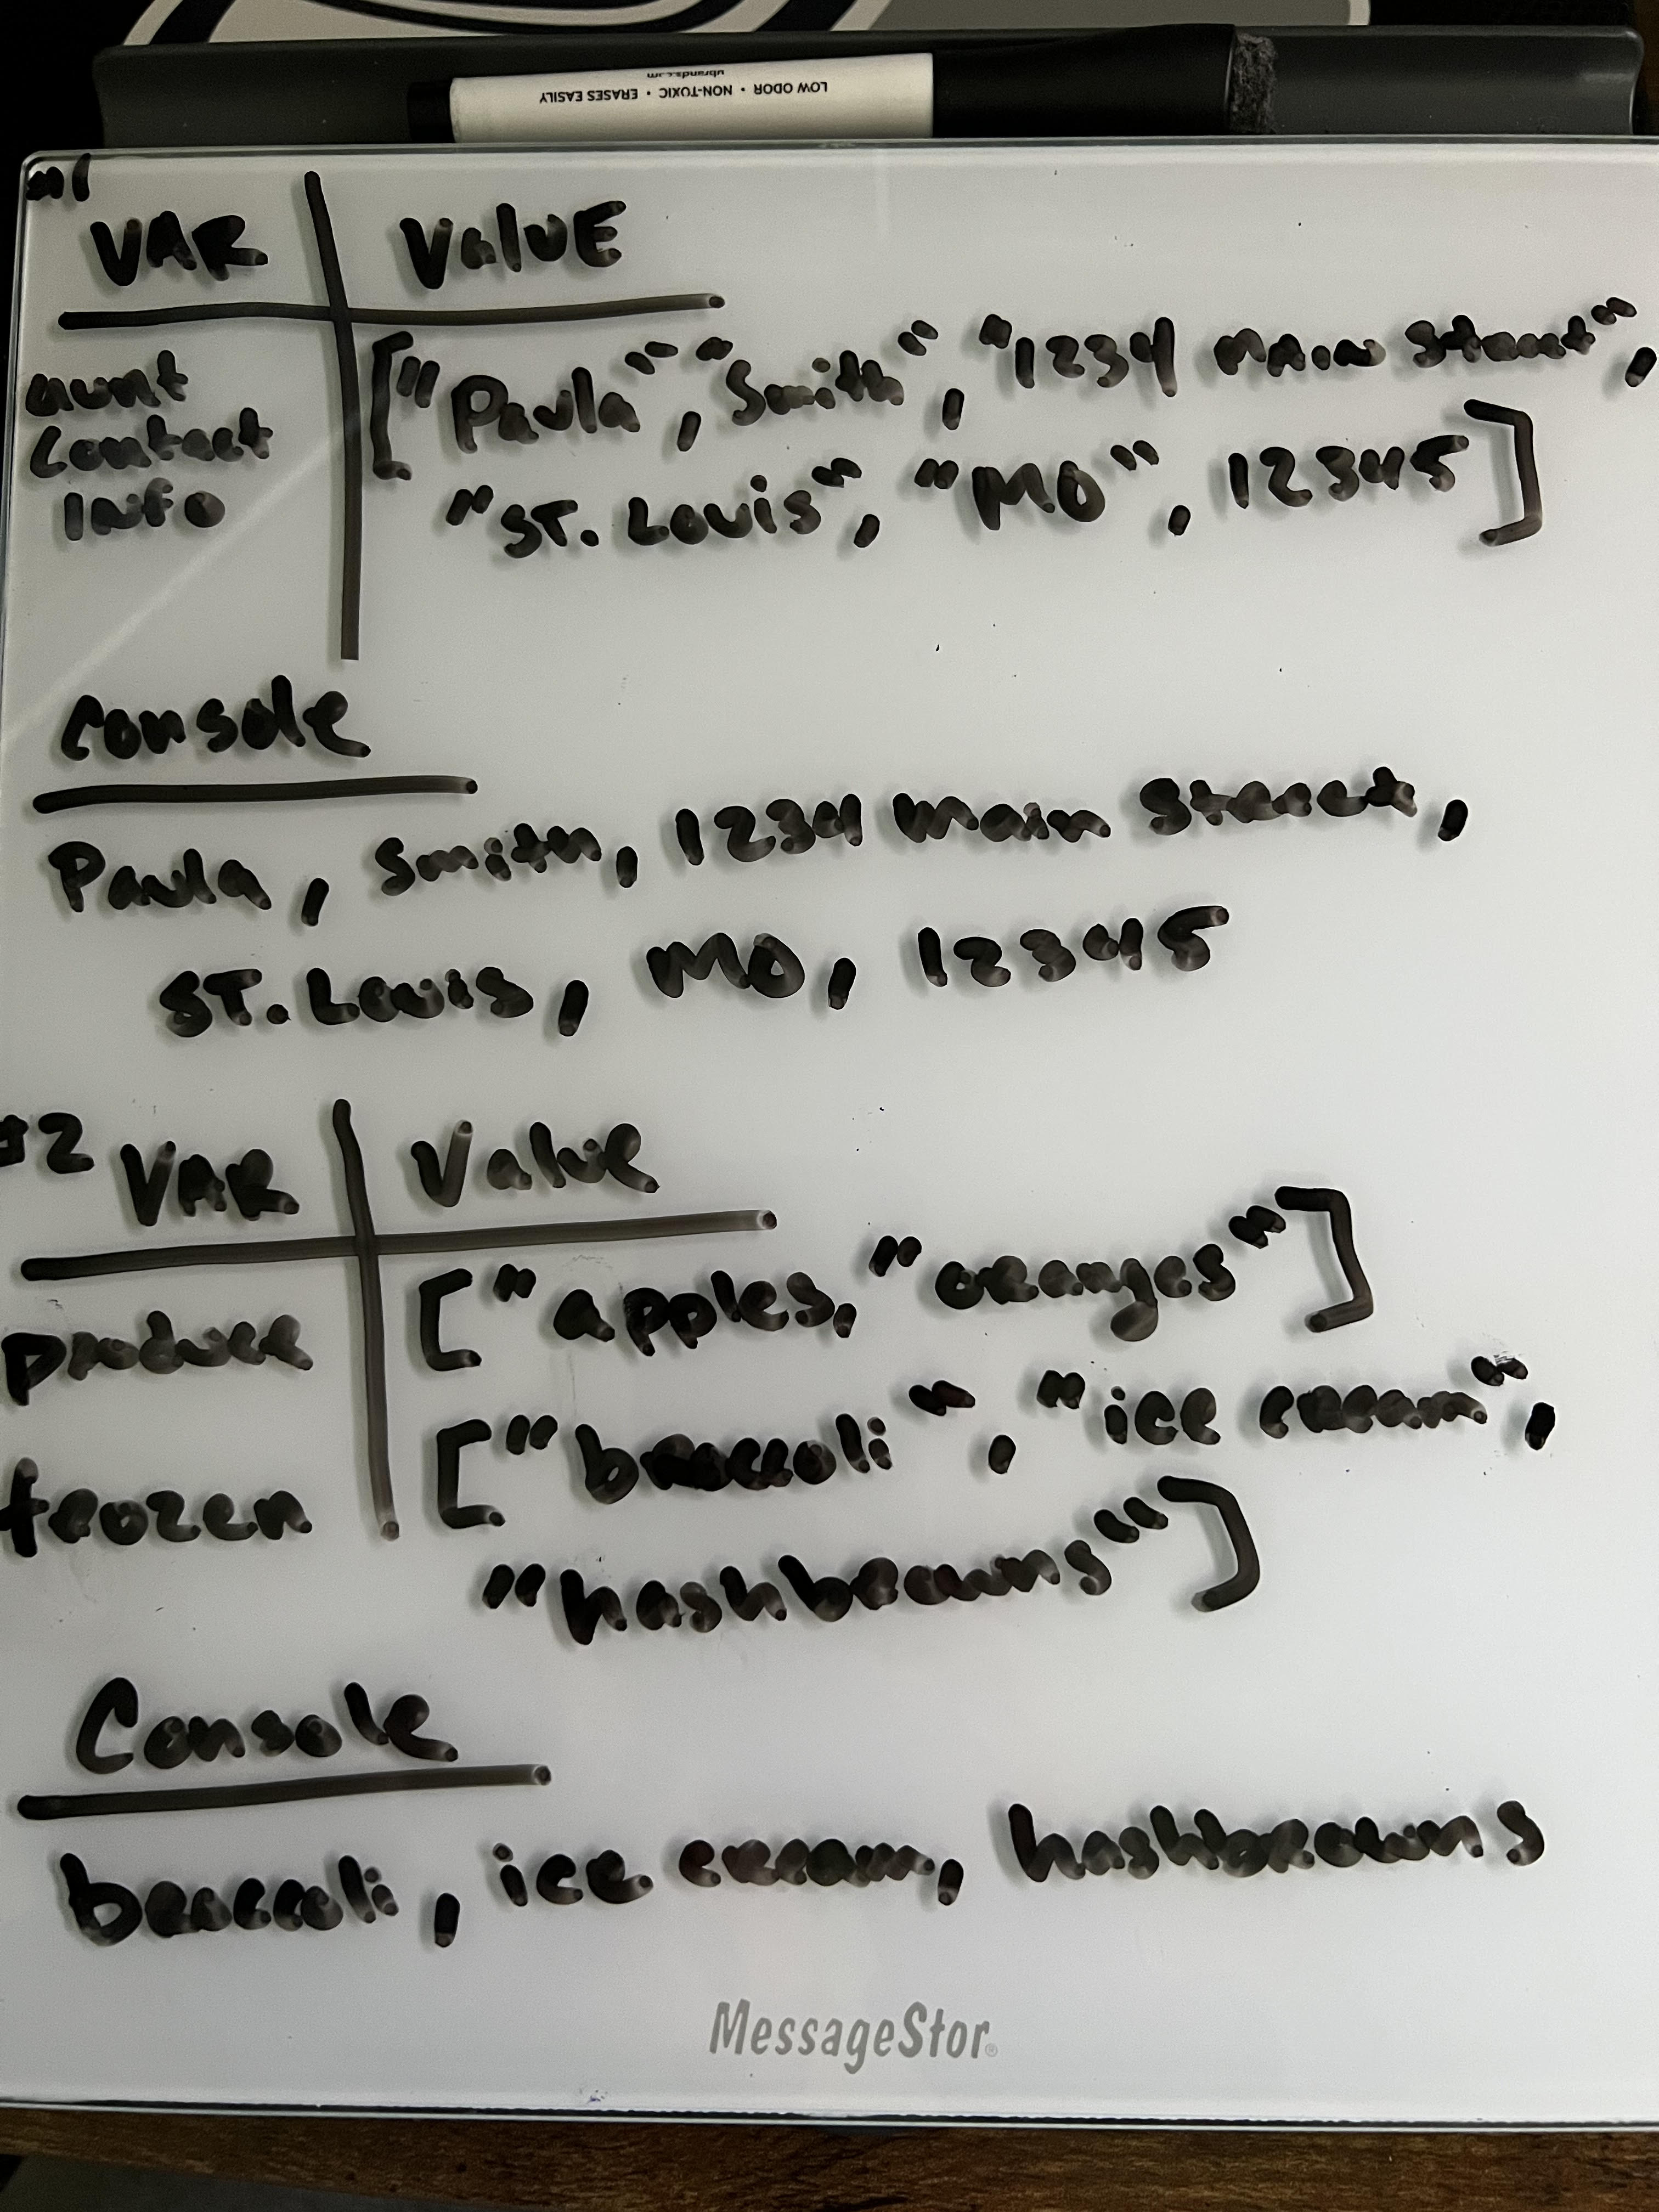 ubrands.com
LOW ODOR • NON-TOXIC • ERASES EASILY
#1
VAR ValuE
aunt contact Info
["Paula", "Smith", "1234 Main Street",
"ST. Louis", "MO", 12345]
Console
Paula, Smith, 1234 Main Street,
ST. Louis, MO, 12345
#2 VAR Value
produce ["apples, "oranges"]
frozen ["broccoli", "ice cream",
"hashbrowns"]
Console
broccoli, ice cream, hashbrowns
MessageStor®